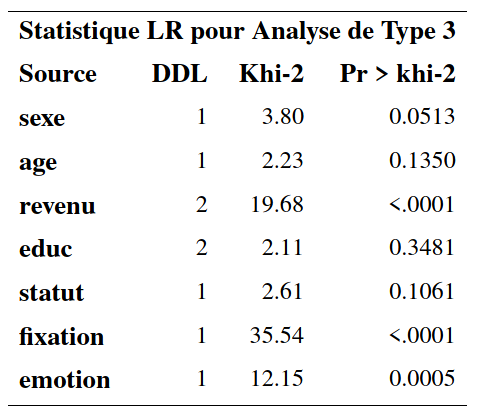 Statistique LR pour Analyse de Type 3
Source DDL Khi-2 Pr > khi-2
sexe 1 3.80 0.0513
age 1 2.23 0.1350
revenu 2 19.68 <.0001
educ 2 2.11 0.3481
statut 1 2.61 0.1061
fixation 1 35.54 <.0001
emotion 1 12.15 0.0005